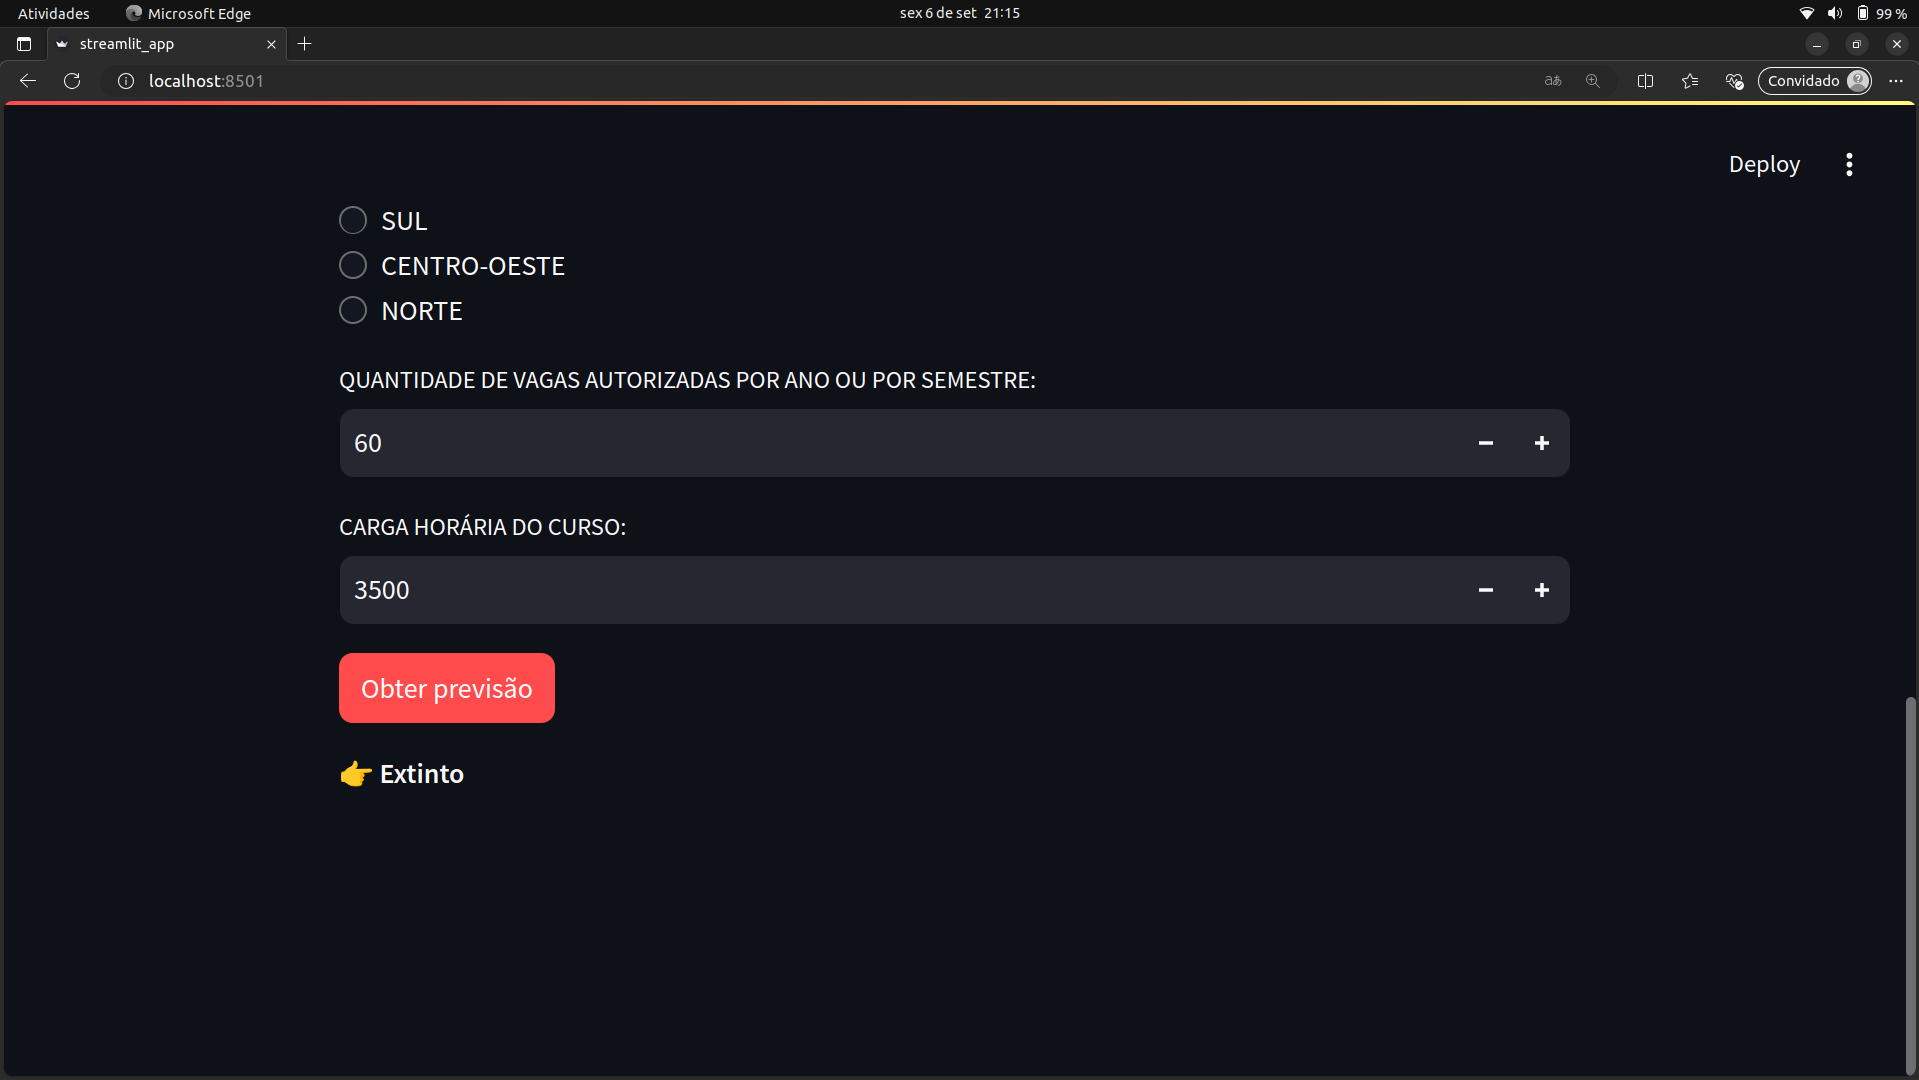 Atividades Microsoft Edge sex 6 de set 21:15 99 %
streamlit_app
localhost:8501 Convidado
Deploy
SUL
CENTRO-OESTE
NORTE
QUANTIDADE DE VAGAS AUTORIZADAS POR ANO OU POR SEMESTRE:
60
CARGA HORÁRIA DO CURSO:
3500
Obter previsão
👉 Extinto